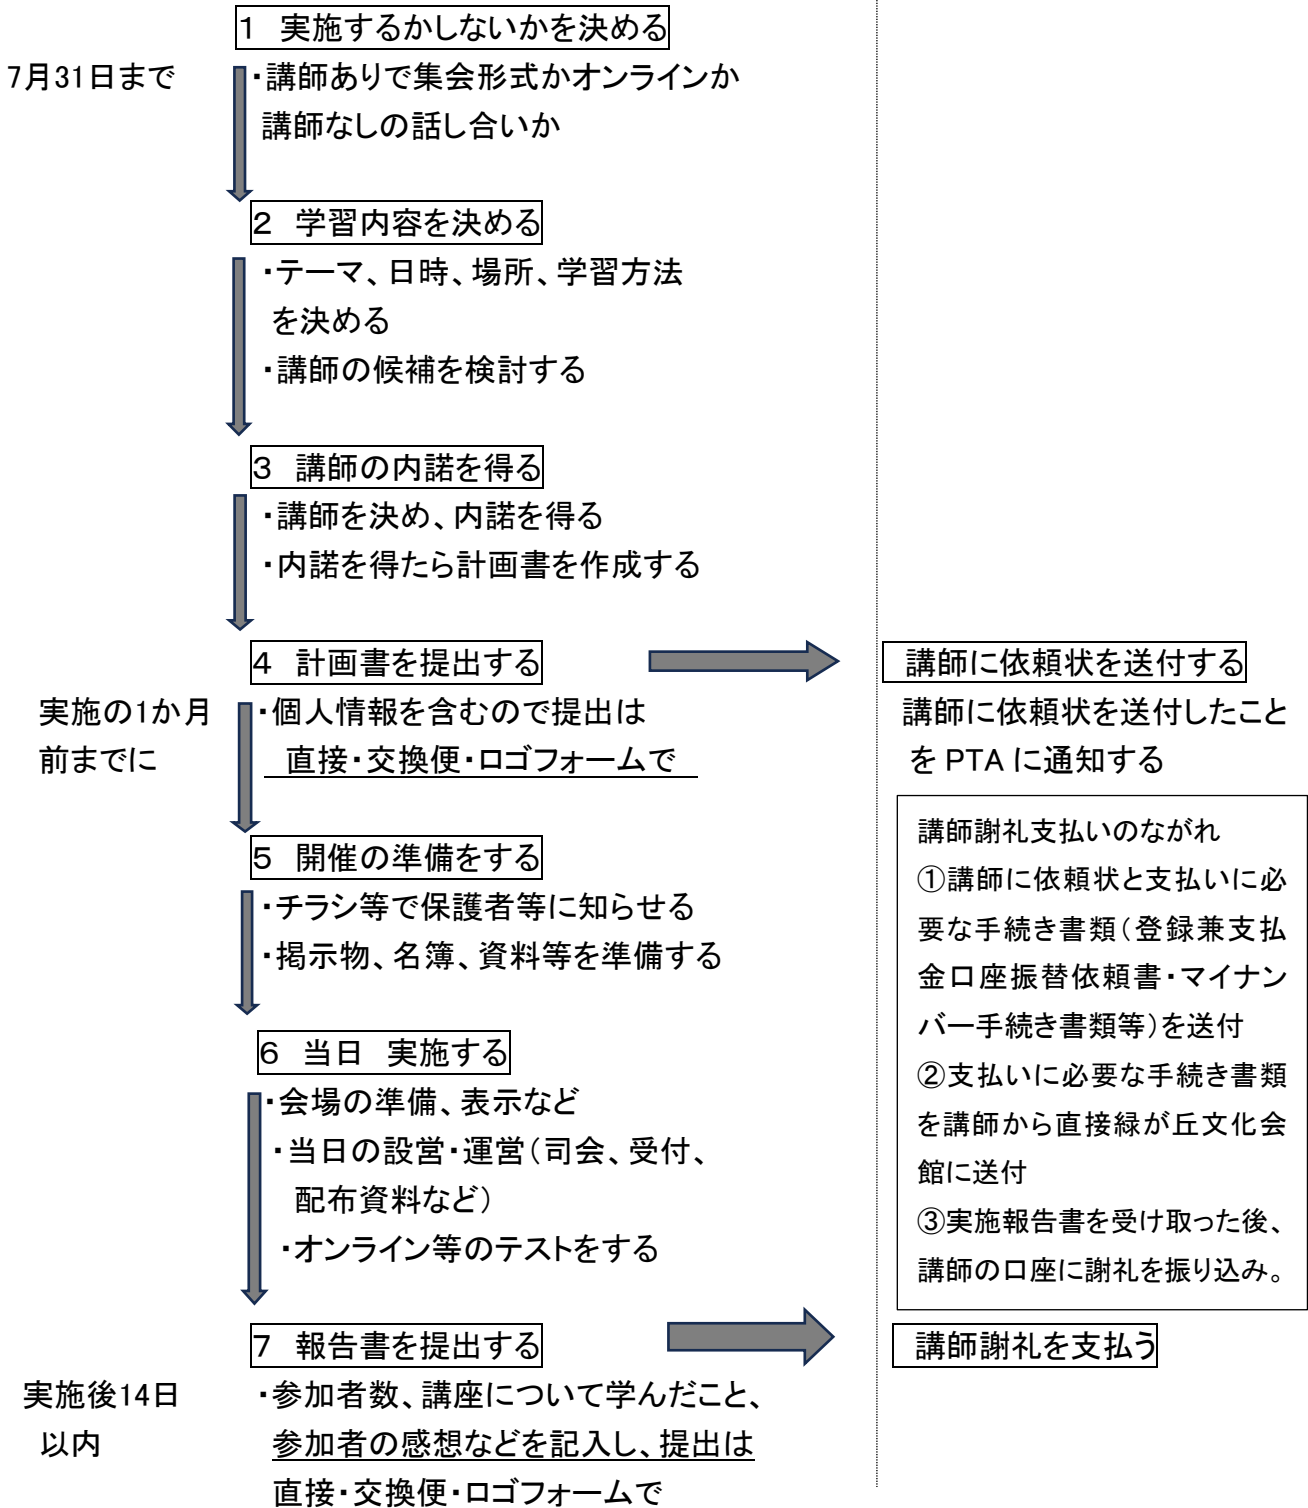 1　実施するかしないかを決める
7月31日まで
・講師ありで集会形式かオンラインか
講師なしの話し合いか
2　学習内容を決める
・テーマ、日時、場所、学習方法
を決める
・講師の候補を検討する
3　講師の内諾を得る
・講師を決め、内諾を得る
・内諾を得たら計画書を作成する
4　計画書を提出する
実施の1か月
前までに
・個人情報を含むので提出は
直接・交換便・ロゴフォームで
5　開催の準備をする
・チラシ等で保護者等に知らせる
・掲示物、名簿、資料等を準備する
6　当日　実施する
・会場の準備、表示など
・当日の設営・運営（司会、受付、
配布資料など）
・オンライン等のテストをする
7　報告書を提出する
実施後14日
以内
・参加者数、講座について学んだこと、
参加者の感想などを記入し、提出は
直接・交換便・ロゴフォームで
講師に依頼状を送付する
講師に依頼状を送付したこと
を PTA に通知する
講師謝礼支払いのながれ
①講師に依頼状と支払いに必
要な手続き書類（登録兼支払
金口座振替依頼書・マイナン
バー手続き書類等）を送付
②支払いに必要な手続き書類
を講師から直接緑が丘文化会
館に送付
③実施報告書を受け取った後、
講師の口座に謝礼を振り込み。
講師謝礼を支払う